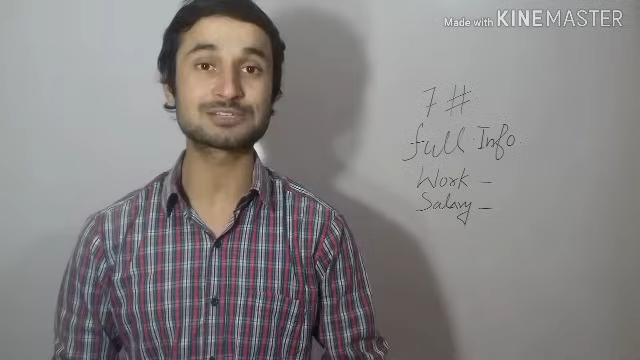 Made with KINEMASTER
7 #
full Info.
Work -
Salary -